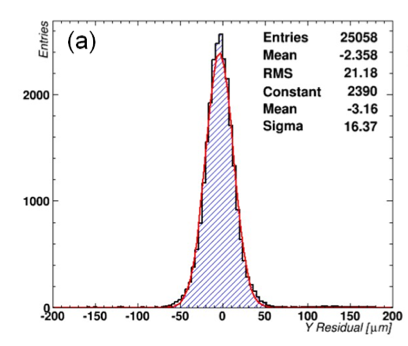 (a)
Entries 25058
Mean -2.358
RMS 21.18
Constant 2390
Mean -3.16
Sigma 16.37
Entries
2000
1000
0
-200 -150 -100 -50 0 50 100 150 200
Y Residual [μm]